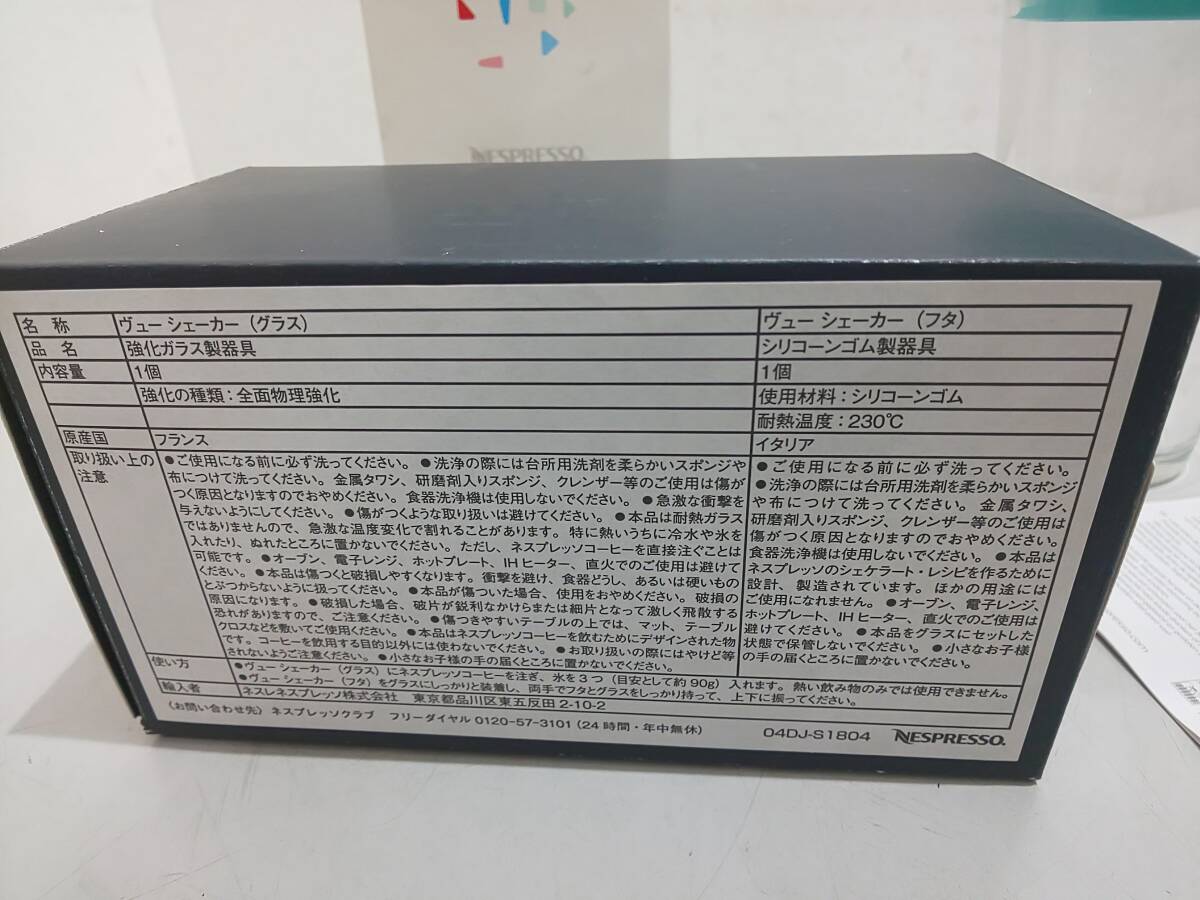 NESPRESSO
名 称 ヴュー シェーカー（グラス） ヴュー シェーカー（フタ）
品 名 強化ガラス製器具 シリコーンゴム製器具
内容量 1個 1個
強化の種類：全面物理強化 使用材料：シリコーンゴム
耐熱温度：230℃
原産国 フランス イタリア
取り扱い上の注意
●ご使用になる前に必ず洗ってください。 ●洗浄の際には台所用洗剤を柔らかいスポンジや
布につけて洗ってください。金属タワシ、研磨剤入りスポンジ、クレンザー等のご使用は傷が
つく原因となりますのでおやめください。食器洗浄機は使用しないでください。 ●急激な衝撃を
与えないようにしてください。 ●傷がつくような取り扱いは避けてください。 ●本品は耐熱ガラス
ではありませんので、急激な温度変化で割れることがあります。特に熱いうちに冷水や氷を
入れたり、ぬれたところに置かないでください。ただし、ネスプレッソコーヒーを直接注ぐことは
可能です。 ●オーブン、電子レンジ、ホットプレート、IHヒーター、直火でのご使用は避けて
ください。 ●本品は傷つくと破損しやすくなります。衝撃を避け、食器どうし、あるいは硬いもの
とぶつからないように扱ってください。 ●本品が傷ついた場合、使用をおやめください。破損の
原因になります。 ●破損した場合、破片が鋭利なかけらまたは細片となって激しく飛散する
恐れがありますので、ご注意ください。 ●傷つきやすいテーブルの上では、マット、テーブル
クロスなどを敷いてご使用ください。 ●本品はネスプレッソコーヒーを飲むためにデザインされた物
です。コーヒーを飲用する目的以外には使わないでください。 ●お取り扱いの際にはやけど等
されないようご注意ください。 ●小さなお子様の手の届くところに置かないでください。
●ご使用になる前に必ず洗ってください。
●洗浄の際には台所用洗剤を柔らかいスポンジ
や布につけて洗ってください。金属タワシ、
研磨剤入りスポンジ、クレンザー等のご使用は
傷がつく原因となりますのでおやめください。
食器洗浄機は使用しないでください。 ●本品は
ネスプレッソのシェケラート・レシピを作るために
設計、製造されています。ほかの用途には
ご使用になれません。 ●オーブン、電子レンジ、
ホットプレート、IHヒーター、直火でのご使用は
避けてください。 ●本品をグラスにセットした
状態で保管しないでください。 ●小さなお子様
の手の届くところに置かないでください。
使い方 ●ヴュー シェーカー（グラス）にネスプレッソコーヒーを注ぎ、氷を3つ（目安として約90g）入れます。熱い飲み物のみでは使用できません。
●ヴュー シェーカー（フタ）をグラスにしっかりと装着し、両手でフタとグラスをしっかり持って、上下に振ってください。
輸入者 ネスレネスプレッソ株式会社 東京都品川区東五反田2-10-2
〈お問い合わせ先〉ネスプレッソクラブ フリーダイヤル 0120-57-3101（24時間・年中無休） 04DJ-S1804 NESPRESSO.